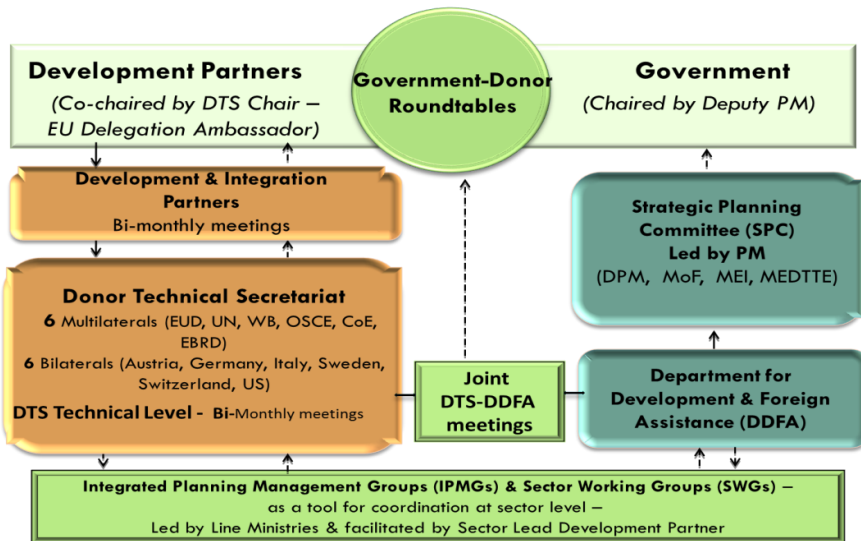 Development Partners
(Co-chaired by DTS Chair –
EU Delegation Ambassador)
Government-Donor
Roundtables
Government
(Chaired by Deputy PM)
Development & Integration
Partners
Bi-monthly meetings
Strategic Planning
Committee (SPC)
Led by PM
(DPM, MoF, MEI, MEDTTE)
Donor Technical Secretariat
6 Multilaterals (EUD, UN, WB, OSCE, CoE,
EBRD)
6 Bilaterals (Austria, Germany, Italy, Sweden,
Switzerland, US)
DTS Technical Level - Bi-Monthly meetings
Joint
DTS-DDFA
meetings
Department for
Development & Foreign
Assistance (DDFA)
Integrated Planning Management Groups (IPMGs) & Sector Working Groups (SWGs) –
as a tool for coordination at sector level –
Led by Line Ministries & facilitated by Sector Lead Development Partner